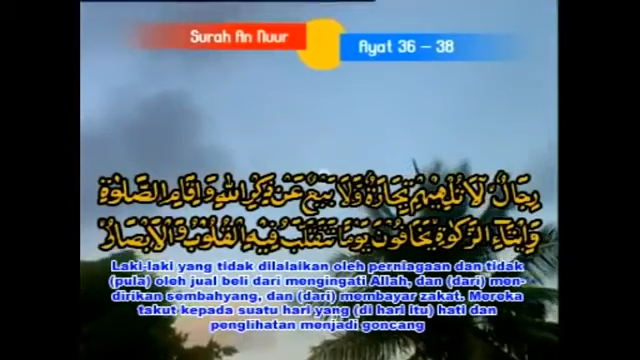 Surah An Nuur
Ayat 36 – 38
رِجَالٌ لَا تُلْهِيهِمْ تِجَارَةٌ وَلَا بَيْعٌ عَنْ ذِكْرِ اللهِ وَإِقَامِ الصَّلٰوةِ
وَإِيتَاءِ الزَّكٰوةِ يَخَافُونَ يَوْمًا تَتَقَلَّبُ فِيهِ الْقُلُوبُ وَالْأَبْصَارُ
Laki-laki yang tidak dilalaikan oleh perniagaan dan tidak
(pula) oleh jual beli dari mengingati Allah, dan (dari) men-
dirikan sembahyang, dan (dari) membayar zakat. Mereka
takut kepada suatu hari yang (di hari itu) hati dan
penglihatan menjadi goncang